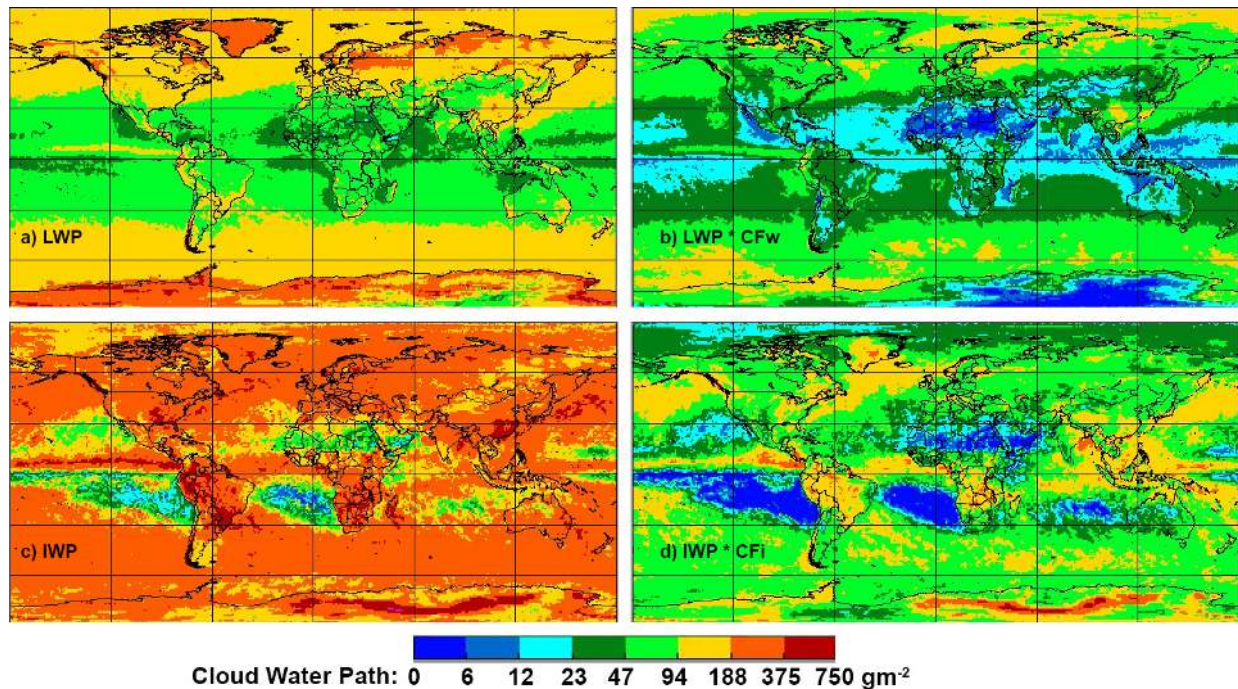 a) LWP
b) LWP * CFw
c) IWP
d) IWP * CFi
Cloud Water Path: 0 6 12 23 47 94 188 375 750 gm-2